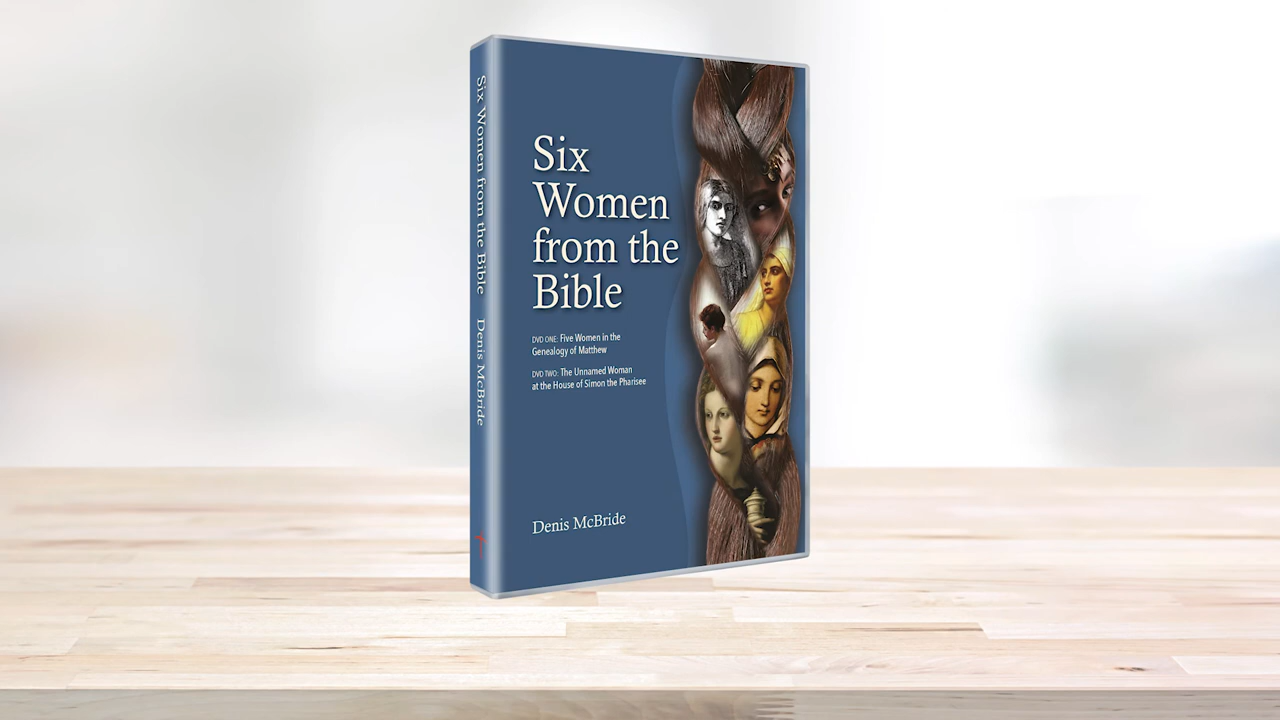 Six Women from the Bible Denis McBride
Six
Women
from the
Bible
DVD ONE: Five Women in the
Genealogy of Matthew
DVD TWO: The Unnamed Woman
at the House of Simon the Pharisee
Denis McBride